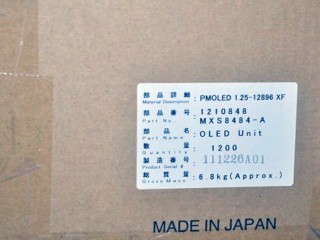 部品詳細 : PMOLED 1.25-12896 XF
Material Description
部品番号 : 1210848
Part No. MXS8484-A
部品名 : OLED Unit
Part Name
数量 : 1200
Quantity
製造番号 : 111226A01
Product Serial #
総質量 : 6.8kg(Approx.)
Gross Mass.
MADE IN JAPAN